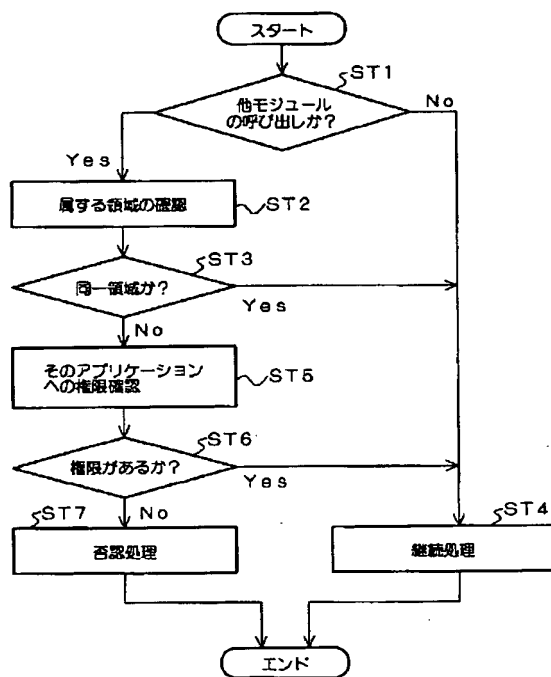 スタート
ST1
他モジュール
の呼び出しか?
No
Yes
属する領域の確認
ST2
ST3
同一領域か?
Yes
No
そのアプリケーション
への権限確認
ST5
ST6
権限があるか?
Yes
ST7
No
ST4
否認処理
継続処理
エンド